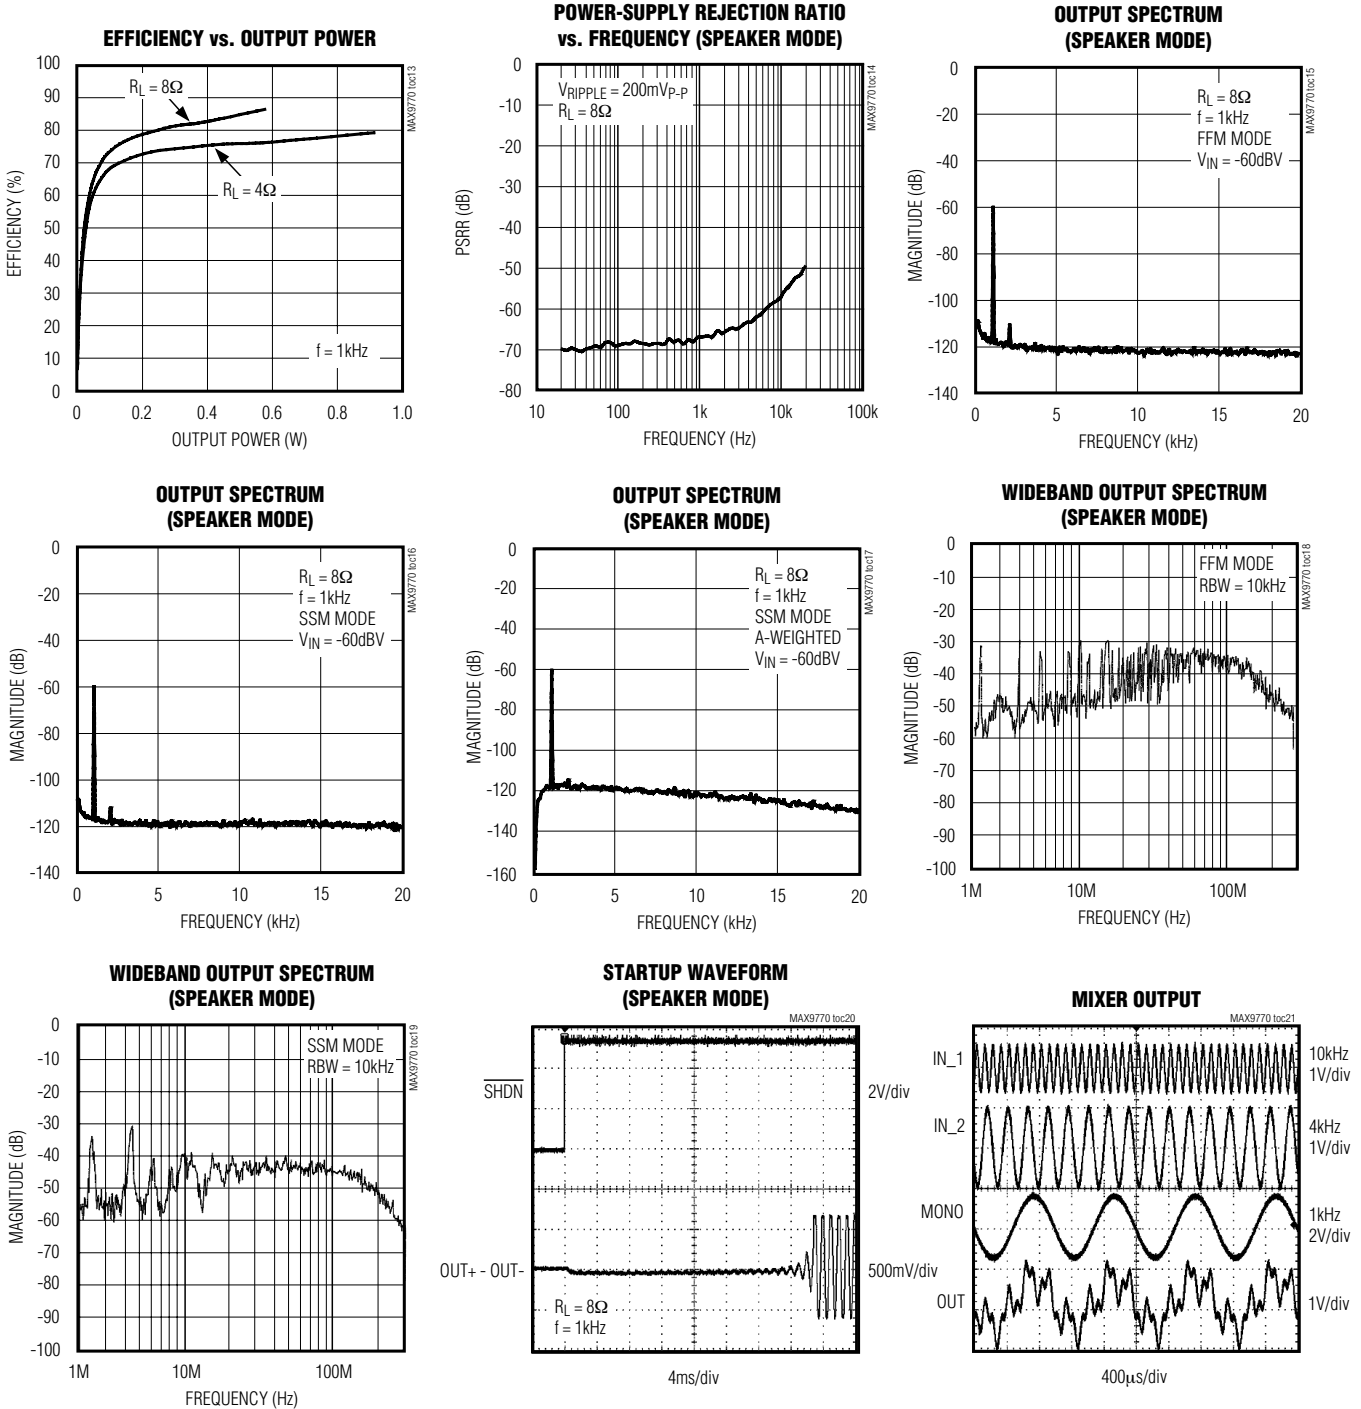 EFFICIENCY vs. OUTPUT POWER
MAX9770 toc13
100
90
80
70
60
50
40
30
20
10
0
EFFICIENCY (%)
RL = 8Ω
RL = 4Ω
f = 1kHz
0 0.2 0.4 0.6 0.8 1.0
OUTPUT POWER (W)
POWER-SUPPLY REJECTION RATIO
vs. FREQUENCY (SPEAKER MODE)
MAX9770 toc14
0
-10
-20
-30
-40
-50
-60
-70
-80
PSRR (dB)
VRIPPLE = 200mVP-P
RL = 8Ω
10 100 1k 10k 100k
FREQUENCY (Hz)
OUTPUT SPECTRUM
(SPEAKER MODE)
MAX9770 toc15
0
-20
-40
-60
-80
-100
-120
-140
MAGNITUDE (dB)
RL = 8Ω
f = 1kHz
FFM MODE
VIN = -60dBV
0 5 10 15 20
FREQUENCY (kHz)
OUTPUT SPECTRUM
(SPEAKER MODE)
MAX9770 toc16
0
-20
-40
-60
-80
-100
-120
-140
MAGNITUDE (dB)
RL = 8Ω
f = 1kHz
SSM MODE
VIN = -60dBV
0 5 10 15 20
FREQUENCY (kHz)
OUTPUT SPECTRUM
(SPEAKER MODE)
MAX9770 toc17
0
-20
-40
-60
-80
-100
-120
-140
-160
MAGNITUDE (dB)
RL = 8Ω
f = 1kHz
SSM MODE
A-WEIGHTED
VIN = -60dBV
0 5 10 15 20
FREQUENCY (kHz)
WIDEBAND OUTPUT SPECTRUM
(SPEAKER MODE)
MAX9770 toc18
0
-10
-20
-30
-40
-50
-60
-70
-80
-90
-100
MAGNITUDE (dB)
FFM MODE
RBW = 10kHz
1M 10M 100M
FREQUENCY (Hz)
WIDEBAND OUTPUT SPECTRUM
(SPEAKER MODE)
MAX9770 toc19
0
-10
-20
-30
-40
-50
-60
-70
-80
-90
-100
MAGNITUDE (dB)
SSM MODE
RBW = 10kHz
1M 10M 100M
FREQUENCY (Hz)
STARTUP WAVEFORM
(SPEAKER MODE)
MAX9770 toc20
SHDN
2V/div
OUT+ - OUT-
500mV/div
RL = 8Ω
f = 1kHz
4ms/div
MIXER OUTPUT
MAX9770 toc21
IN_1
10kHz
1V/div
IN_2
4kHz
1V/div
MONO
1kHz
2V/div
OUT
1V/div
400μs/div